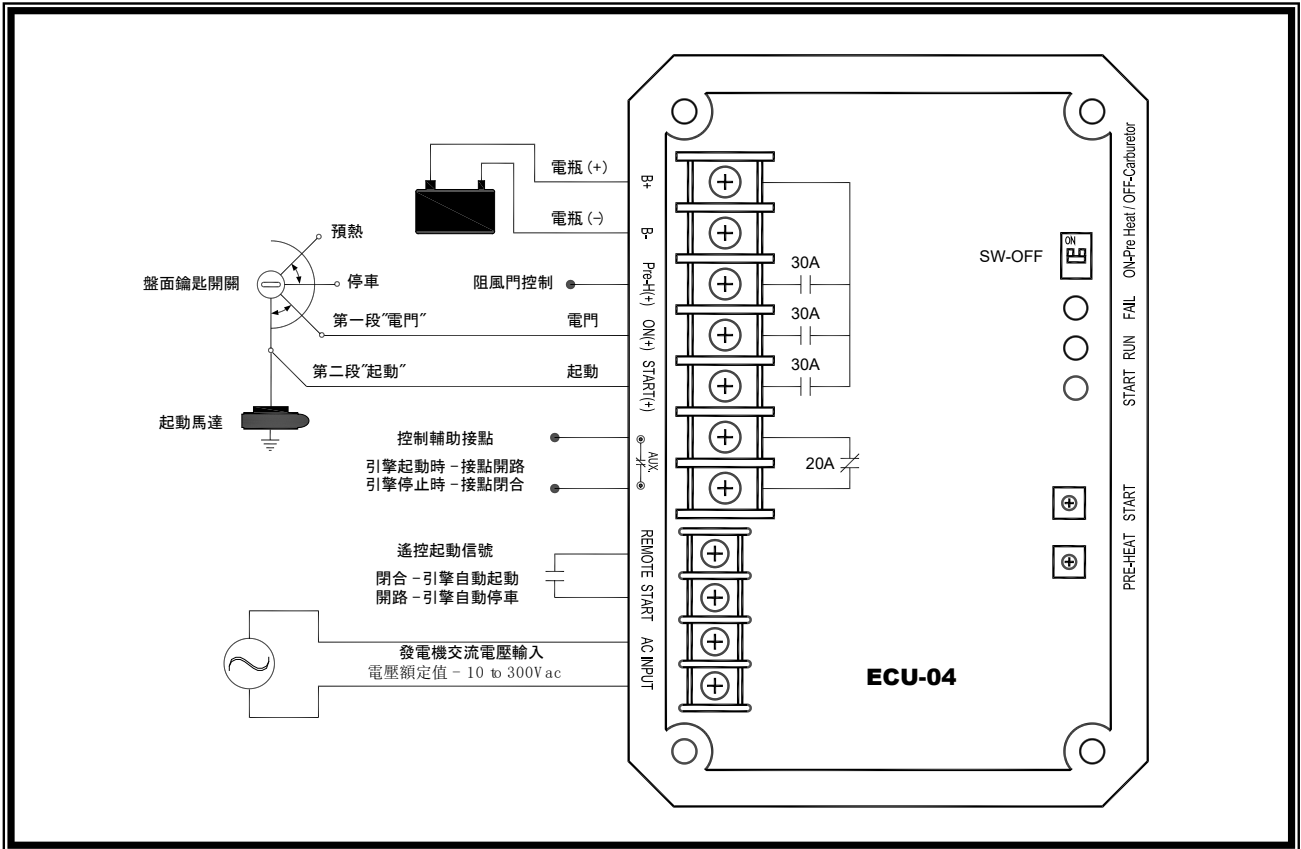 電瓶 (+)
電瓶 (-)
預熱
盤面鑰匙開關
停車
阻風門控制
第一段"電門"
電門
第二段"起動"
起動
起動馬達
控制輔助接點
引擎起動時 – 接點開路
引擎停止時 – 接點閉合
遙控起動信號
閉合 – 引擎自動起動
開路 – 引擎自動停車
發電機交流電壓輸入
電壓額定值 – 10 to 300Vac
B+
B-
Pre-H(+)
ON(+)
START(+)
AUX.
REMOTE START
AC INPUT
30A
30A
30A
20A
SW-OFF
ON
ON-Pre Heat / OFF-Carburetor
FAIL
RUN
START
START
PRE-HEAT
ECU-04